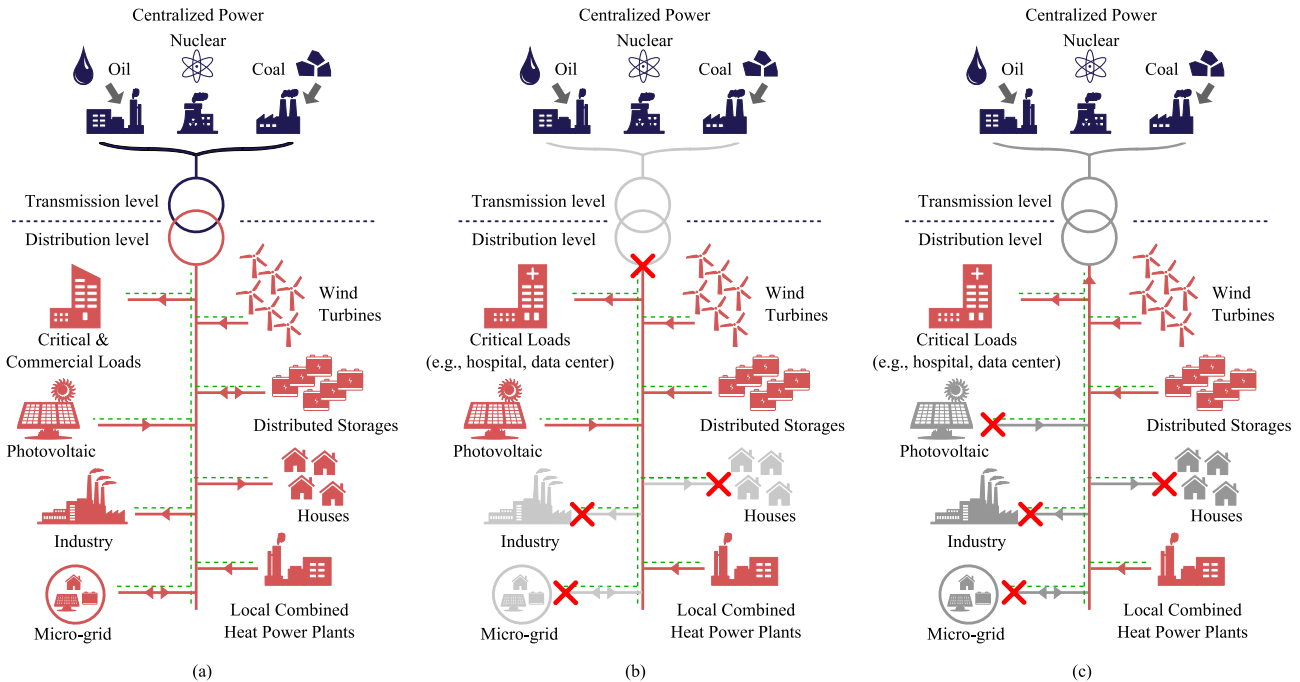 Centralized Power
Nuclear
Oil
Coal
Transmission level
Distribution level
Wind
Turbines
Critical &
Commercial Loads
Distributed Storages
Photovoltaic
Houses
Industry
Local Combined
Heat Power Plants
Micro-grid
(a)
Centralized Power
Nuclear
Oil
Coal
Transmission level
Distribution level
Wind
Turbines
Critical Loads
(e.g., hospital, data center)
Distributed Storages
Photovoltaic
Houses
Industry
Local Combined
Heat Power Plants
Micro-grid
(b)
Centralized Power
Nuclear
Oil
Coal
Transmission level
Distribution level
Wind
Turbines
Critical Loads
(e.g., hospital, data center)
Distributed Storages
Photovoltaic
Houses
Industry
Local Combined
Heat Power Plants
Micro-grid
(c)